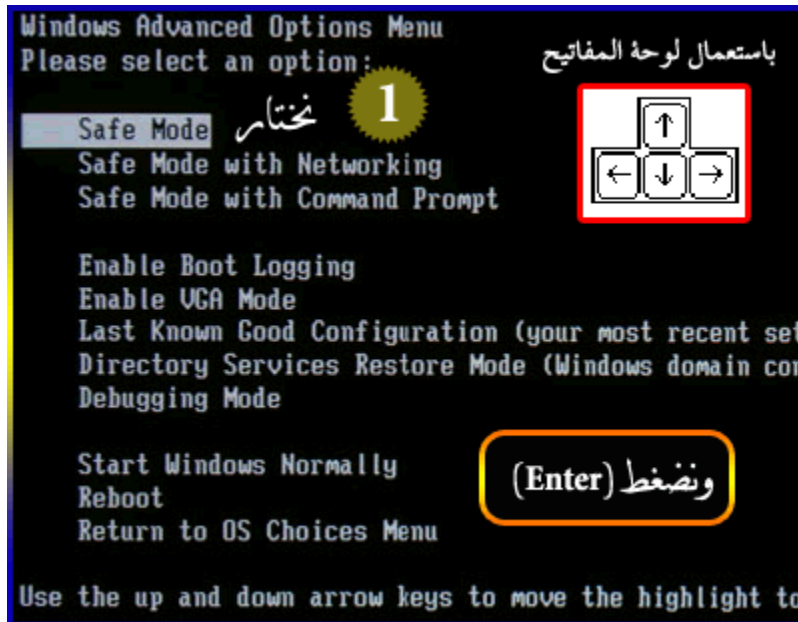 Windows Advanced Options Menu
Please select an option:
باستعمال لوحة المفاتيح
Safe Mode
نختار
1
Safe Mode with Networking
Safe Mode with Command Prompt
Enable Boot Logging
Enable VGA Mode
Last Known Good Configuration (your most recent set
Directory Services Restore Mode (Windows domain con
Debugging Mode
Start Windows Normally
ونضغط (Enter)
Reboot
Return to OS Choices Menu
Use the up and down arrow keys to move the highlight to